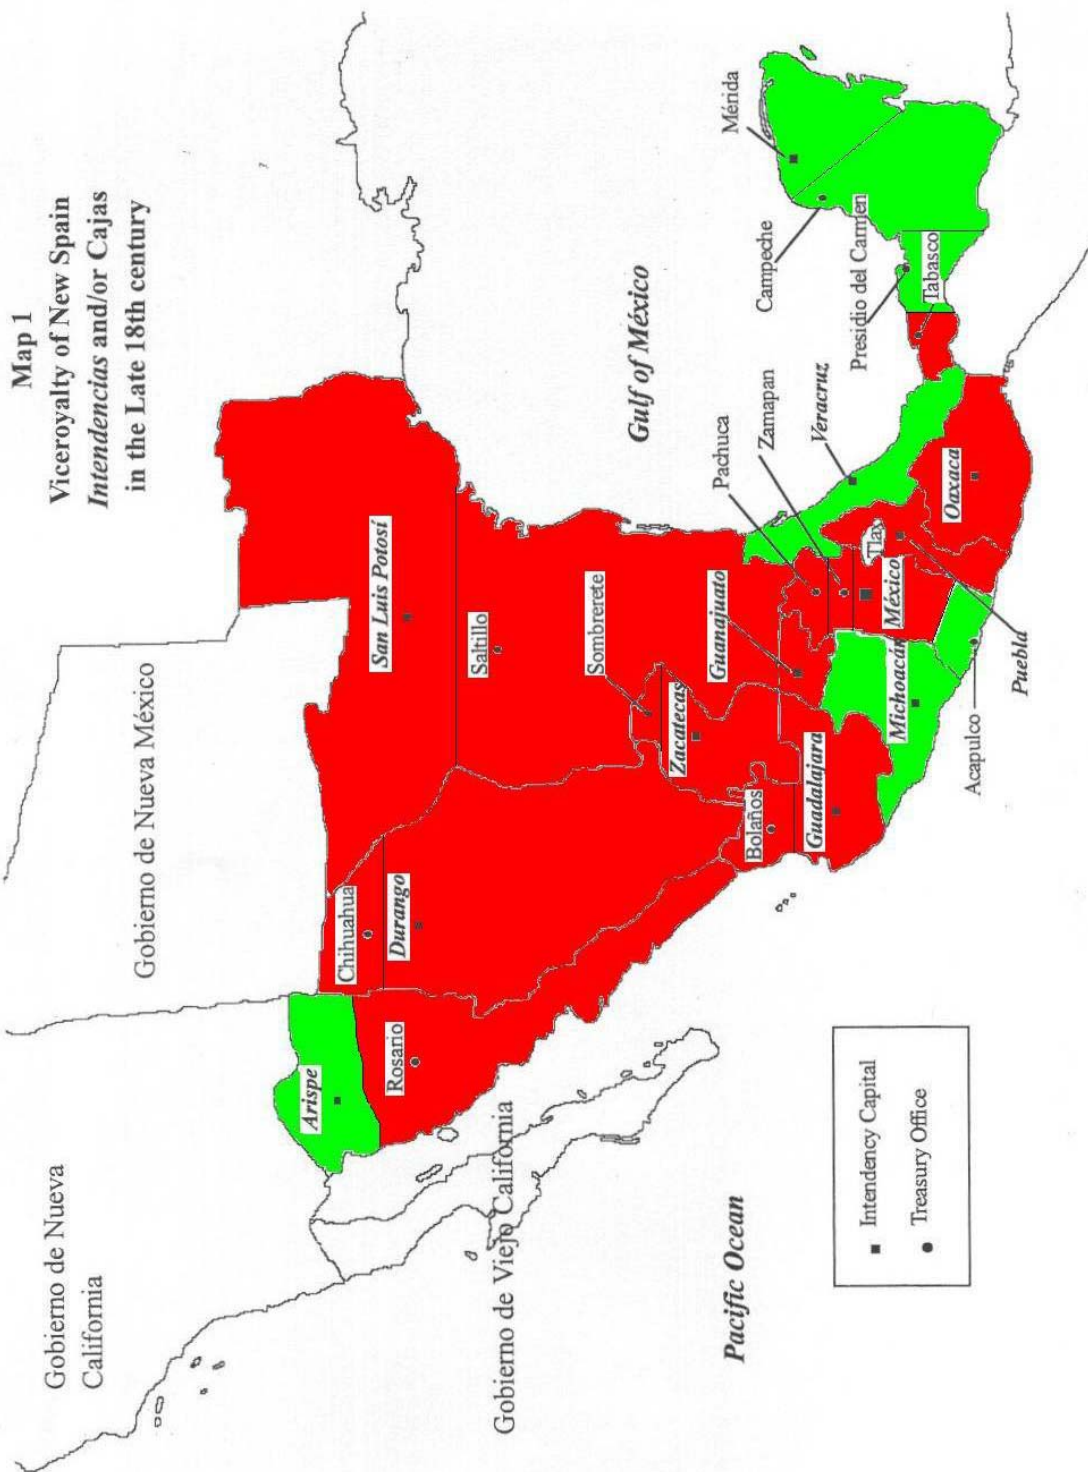 Map 1
Viceroyalty of New Spain
Intendencias and/or Cajas
in the Late 18th century
Gobierno de Nueva
California
Gobierno de Nueva México
Arispe
Rosario
Chihuahua
Durango
San Luis Potosí
Saltillo
Sombrerete
Zacatecas
Bolaños
Guadalajara
Guanajuato
Pachuca
Zamapan
Veracruz
Gulf of México
Mérida
Campeche
Presidio del Carmen
Tabasco
Tlax
México
Oaxaca
Michoacán
Puebla
Acapulco
Gobierno de Viejo California
Pacific Ocean
Intendency Capital
Treasury Office